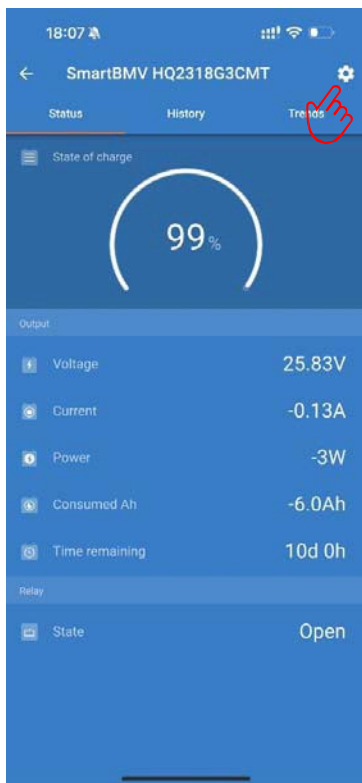 18:07
SmartBMV HQ2318G3CMT
Status History Trends
State of charge
99%
Output
Voltage 25.83V
Current -0.13A
Power -3W
Consumed Ah -6.0Ah
Time remaining 10d 0h
Relay
State Open